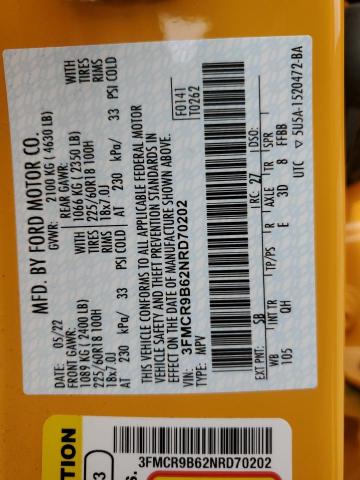 MFD. BY FORD MOTOR CO.
DATE: 05/22 GVWR: 2100 KG ( 4630 LB)
FRONT GAWR: REAR GAWR:
1089 KG ( 2400 LB) WITH 1066 KG ( 2350 LB) WITH
225/60R18 100H TIRES 225/60R18 100H TIRES
18x7.0J RIMS 18x7.0J RIMS
AT 230 kPa/ 33 PSI COLD AT 230 kPa/ 33 PSI COLD
THIS VEHICLE CONFORMS TO ALL APPLICABLE FEDERAL MOTOR
VEHICLE SAFETY AND THEFT PREVENTION STANDARDS IN
EFFECT ON THE DATE OF MANUFACTURE SHOWN ABOVE.
VIN: 3FMCR9B62NRD70202 F0141
TYPE: MPV T0262
EXT PNT: SB RC: 27 DSO:
WB INT TR TP/PS R AXLE TR SPR
105 QH E 3D 8 FFBB
UTC ▽ 5U5A-1520472-BA
TION
3
3FMCR9B62NRD70202